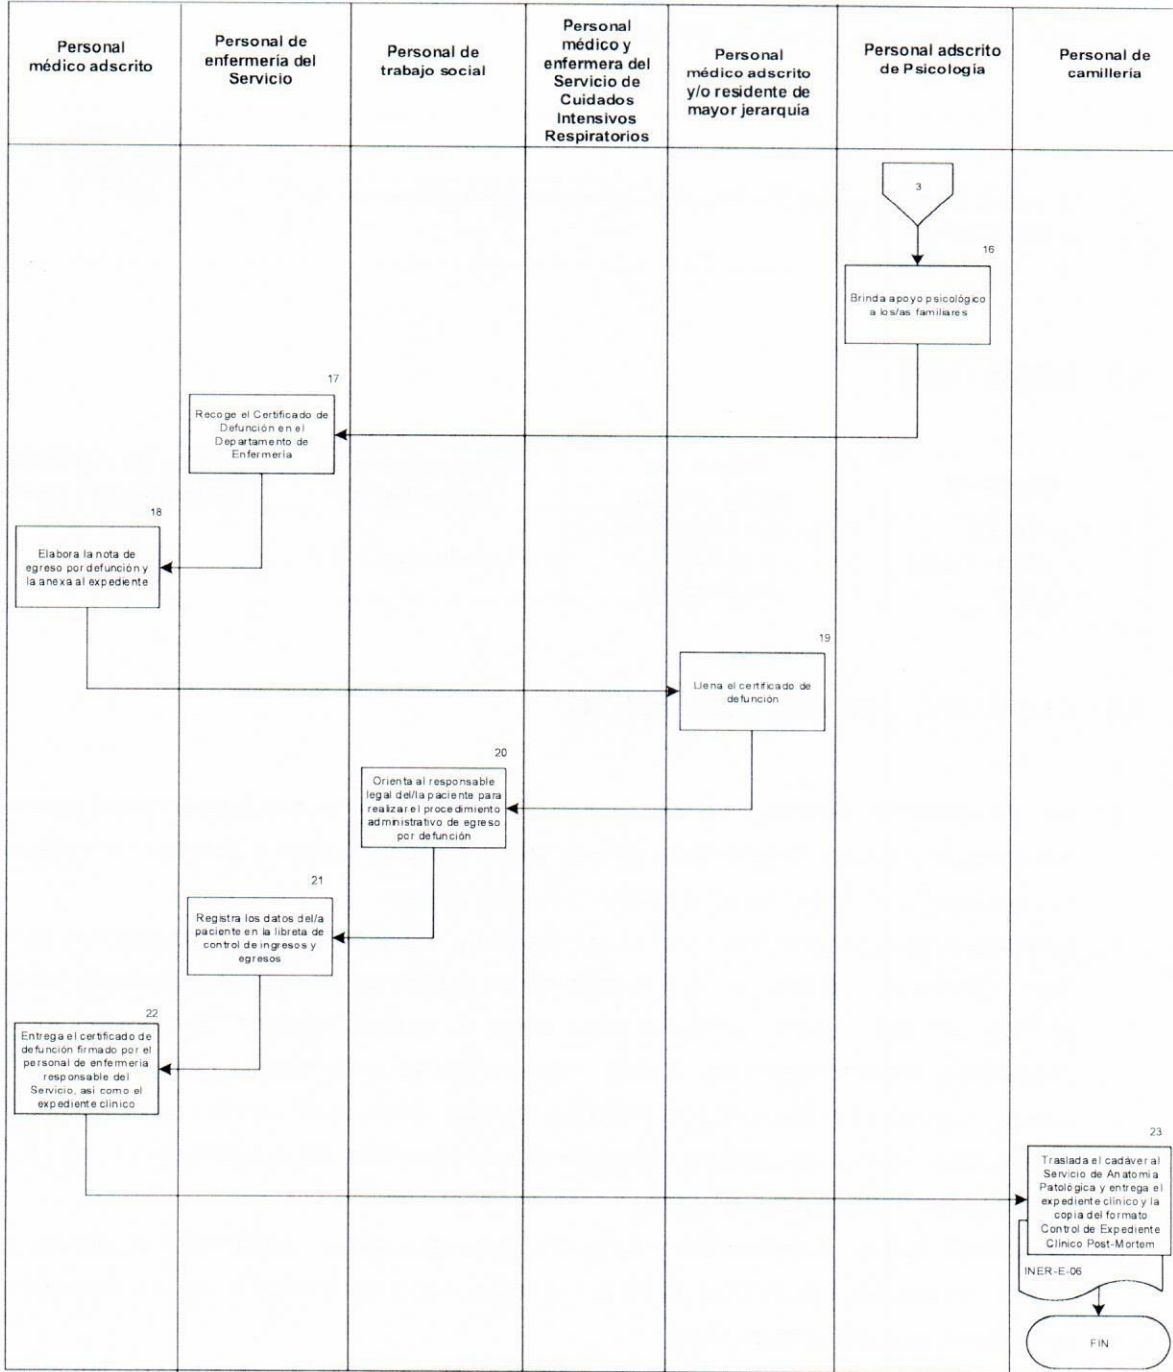 Personal
médico adscrito
Personal de
enfermería del
Servicio
Personal de
trabajo social
Personal
médico y
enfermera del
Servicio de
Cuidados
Intensivos
Respiratorios
Personal
médico adscrito
y/o residente de
mayor jerarquía
Personal adscrito
de Psicología
Personal de
camillería
3
16
Brinda apoyo psicológico
a los/as familiares
17
Recoge el Certificado de
Defunción en el
Departamento de
Enfermería
18
Elabora la nota de
egreso por defunción y
la anexa al expediente
19
Llena el certificado de
defunción
20
Orienta al responsable
legal del/la paciente para
realizar el procedimiento
administrativo de egreso
por defunción
21
Registra los datos del/a
paciente en la libreta de
control de ingresos y
egresos
22
Entrega el certificado de
defunción firmado por el
personal de enfermería
responsable del
Servicio, así como el
expediente clínico
23
Traslada el cadáver al
Servicio de Anatomía
Patológica y entrega el
expediente clínico y la
copia del formato
Control de Expediente
Clínico Post-Mortem
INER-E-06
FIN